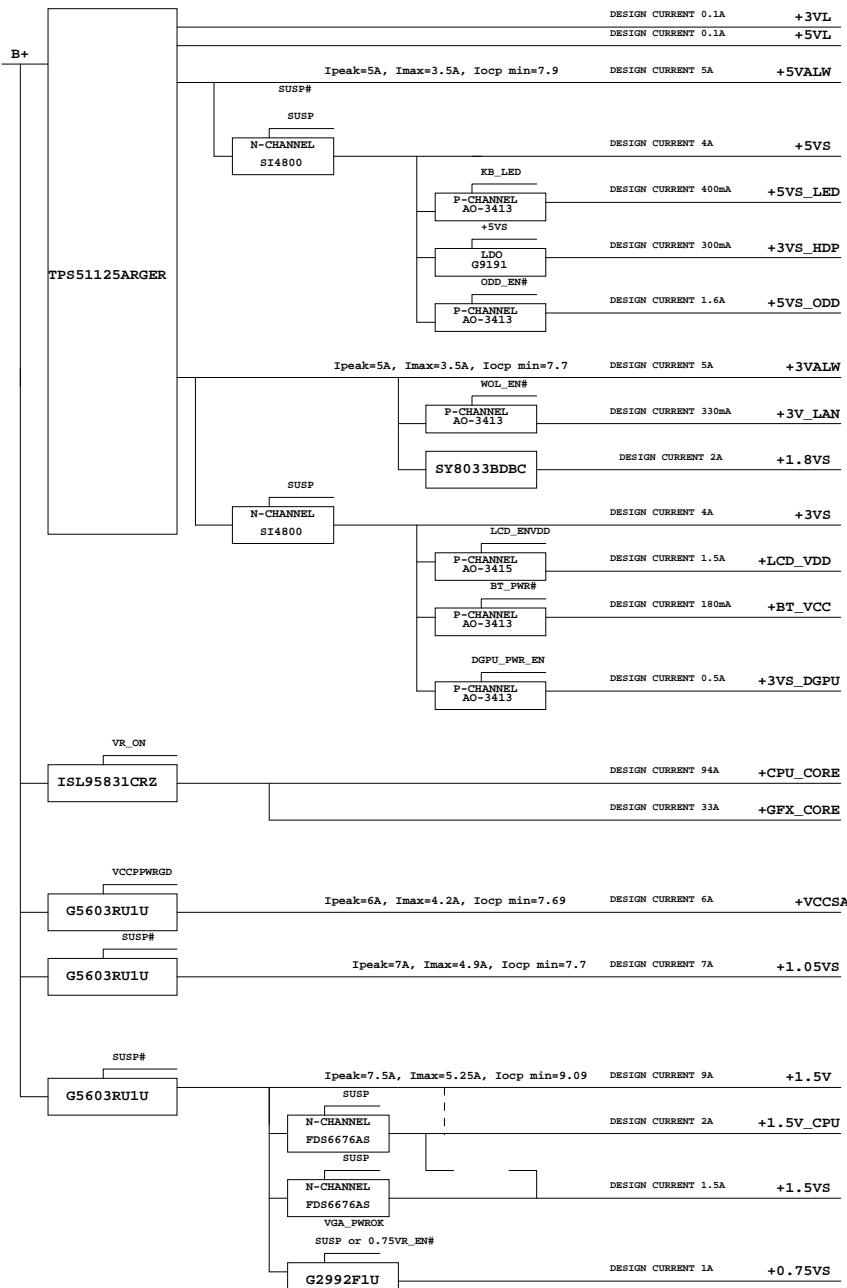 DESIGN CURRENT 0.1A +3VL
DESIGN CURRENT 0.1A +5VL
B+
Ipeak=5A, Imax=3.5A, Iocp min=7.9 DESIGN CURRENT 5A +5VALW
SUSP#
SUSP
N-CHANNEL
SI4800
DESIGN CURRENT 4A +5VS
KB_LED
P-CHANNEL
AO-3413
DESIGN CURRENT 400mA +5VS_LED
+5VS
LDO
G9191
DESIGN CURRENT 300mA +3VS_HDP
TPS51125ARGER
ODD_EN#
P-CHANNEL
AO-3413
DESIGN CURRENT 1.6A +5VS_ODD
Ipeak=5A, Imax=3.5A, Iocp min=7.7 DESIGN CURRENT 5A +3VALW
WOL_EN#
P-CHANNEL
AO-3413
DESIGN CURRENT 330mA +3V_LAN
SY8033BDBC
DESIGN CURRENT 2A +1.8VS
SUSP
N-CHANNEL
SI4800
DESIGN CURRENT 4A +3VS
LCD_ENVDD
P-CHANNEL
AO-3415
DESIGN CURRENT 1.5A +LCD_VDD
BT_PWR#
P-CHANNEL
AO-3413
DESIGN CURRENT 180mA +BT_VCC
DGPU_PWR_EN
P-CHANNEL
AO-3413
DESIGN CURRENT 0.5A +3VS_DGPU
VR_ON
ISL95831CRZ
DESIGN CURRENT 94A +CPU_CORE
DESIGN CURRENT 33A +GFX_CORE
VCCPPWRGD
G5603RU1U
Ipeak=6A, Imax=4.2A, Iocp min=7.69 DESIGN CURRENT 6A +VCCSA
SUSP#
G5603RU1U
Ipeak=7A, Imax=4.9A, Iocp min=7.7 DESIGN CURRENT 7A +1.05VS
SUSP#
G5603RU1U
Ipeak=7.5A, Imax=5.25A, Iocp min=9.09 DESIGN CURRENT 9A +1.5V
SUSP
N-CHANNEL
FDS6676AS
DESIGN CURRENT 2A +1.5V_CPU
SUSP
N-CHANNEL
FDS6676AS
DESIGN CURRENT 1.5A +1.5VS
VGA_PWROK
SUSP or 0.75VR_EN#
G2992F1U
DESIGN CURRENT 1A +0.75VS